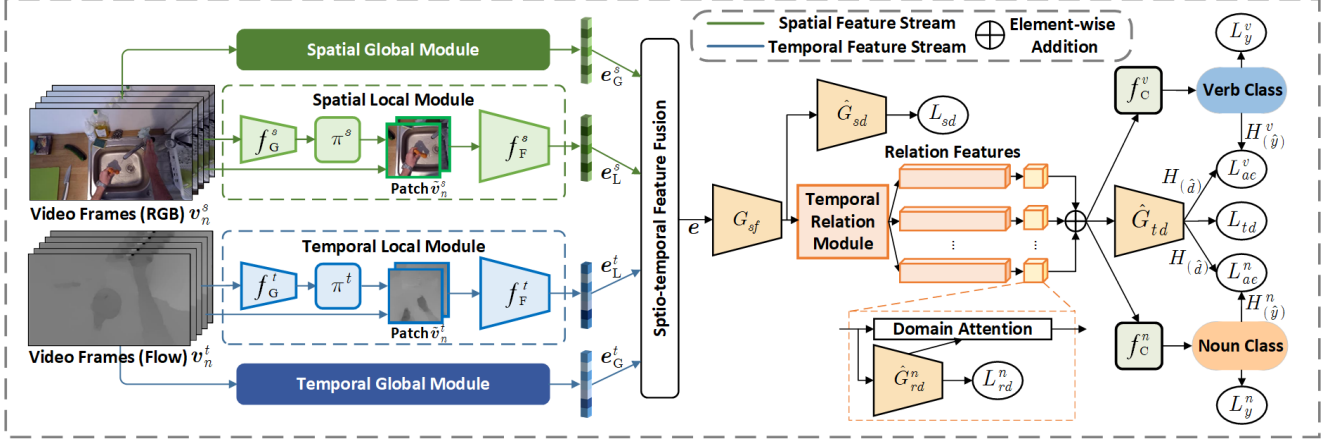 Spatial Feature Stream
Temporal Feature Stream
Element-wise
Addition
Spatial Global Module
Spatial Local Module
f_G^s
π^s
f_F^s
Patch ṽ_n^s
Video Frames (RGB) v_n^s
e_G^s
e_L^s
Temporal Local Module
f_G^t
π^t
f_F^t
Patch ṽ_n^t
Video Frames (Flow) v_n^t
Temporal Global Module
e_L^t
e_G^t
Sptio-temporal Feature Fusion
e
G_sf
Ĝ_sd
L_sd
Relation Features
Temporal
Relation
Module
Domain Attention
Ĝ_rd^n
L_rd^n
f_C^v
Verb Class
L_y^v
H_(ŷ)^v
L_ac^v
H_(d̂)
Ĝ_td
L_td
H_(d̂)
L_ac^n
H_(ŷ)^n
f_C^n
Noun Class
L_y^n